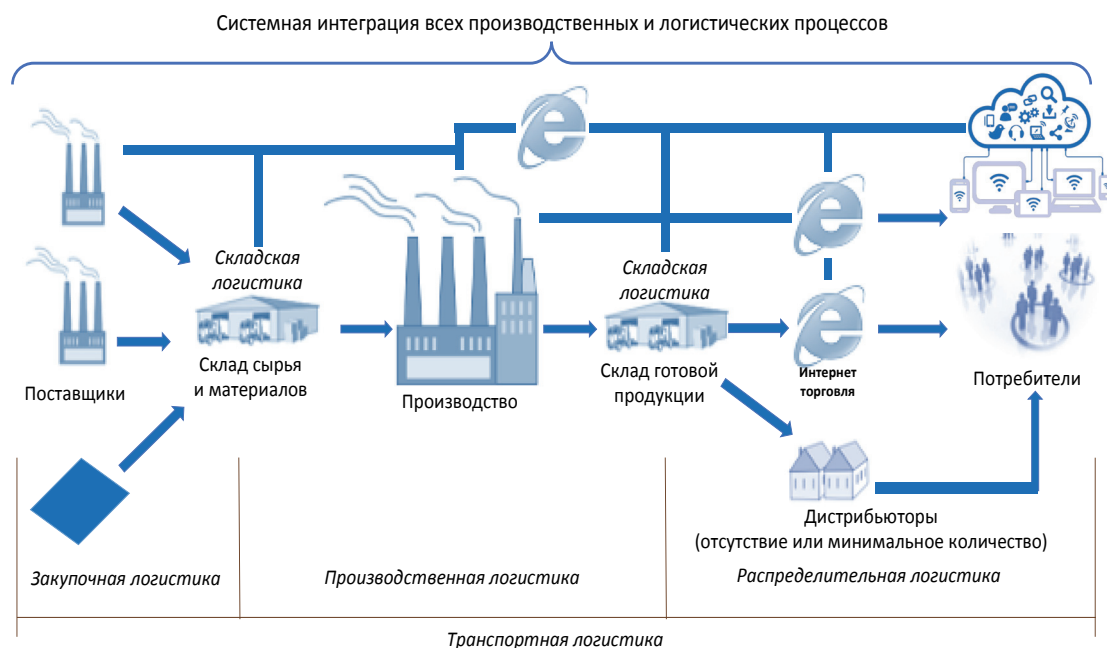 Системная интеграция всех производственных и логистических процессов
Складская
логистика
Складская
логистика
Поставщики
Склад сырья
и материалов
Производство
Склад готовой
продукции
Интернет
торговля
Потребители
Дистрибьюторы
(отсутствие или минимальное количество)
Закупочная логистика
Производственная логистика
Распределительная логистика
Транспортная логистика